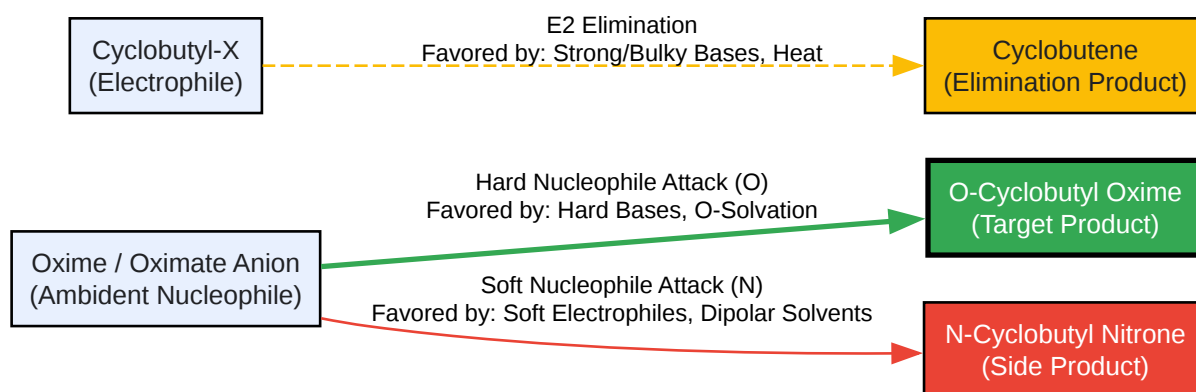 Cyclobutyl-X
(Electrophile)
E2 Elimination
Favored by: Strong/Bulky Bases, Heat
Cyclobutene
(Elimination Product)
Oxime / Oximate Anion
(Ambident Nucleophile)
Hard Nucleophile Attack (O)
Favored by: Hard Bases, O-Solvation
O-Cyclobutyl Oxime
(Target Product)
Soft Nucleophile Attack (N)
Favored by: Soft Electrophiles, Dipolar Solvents
N-Cyclobutyl Nitrone
(Side Product)